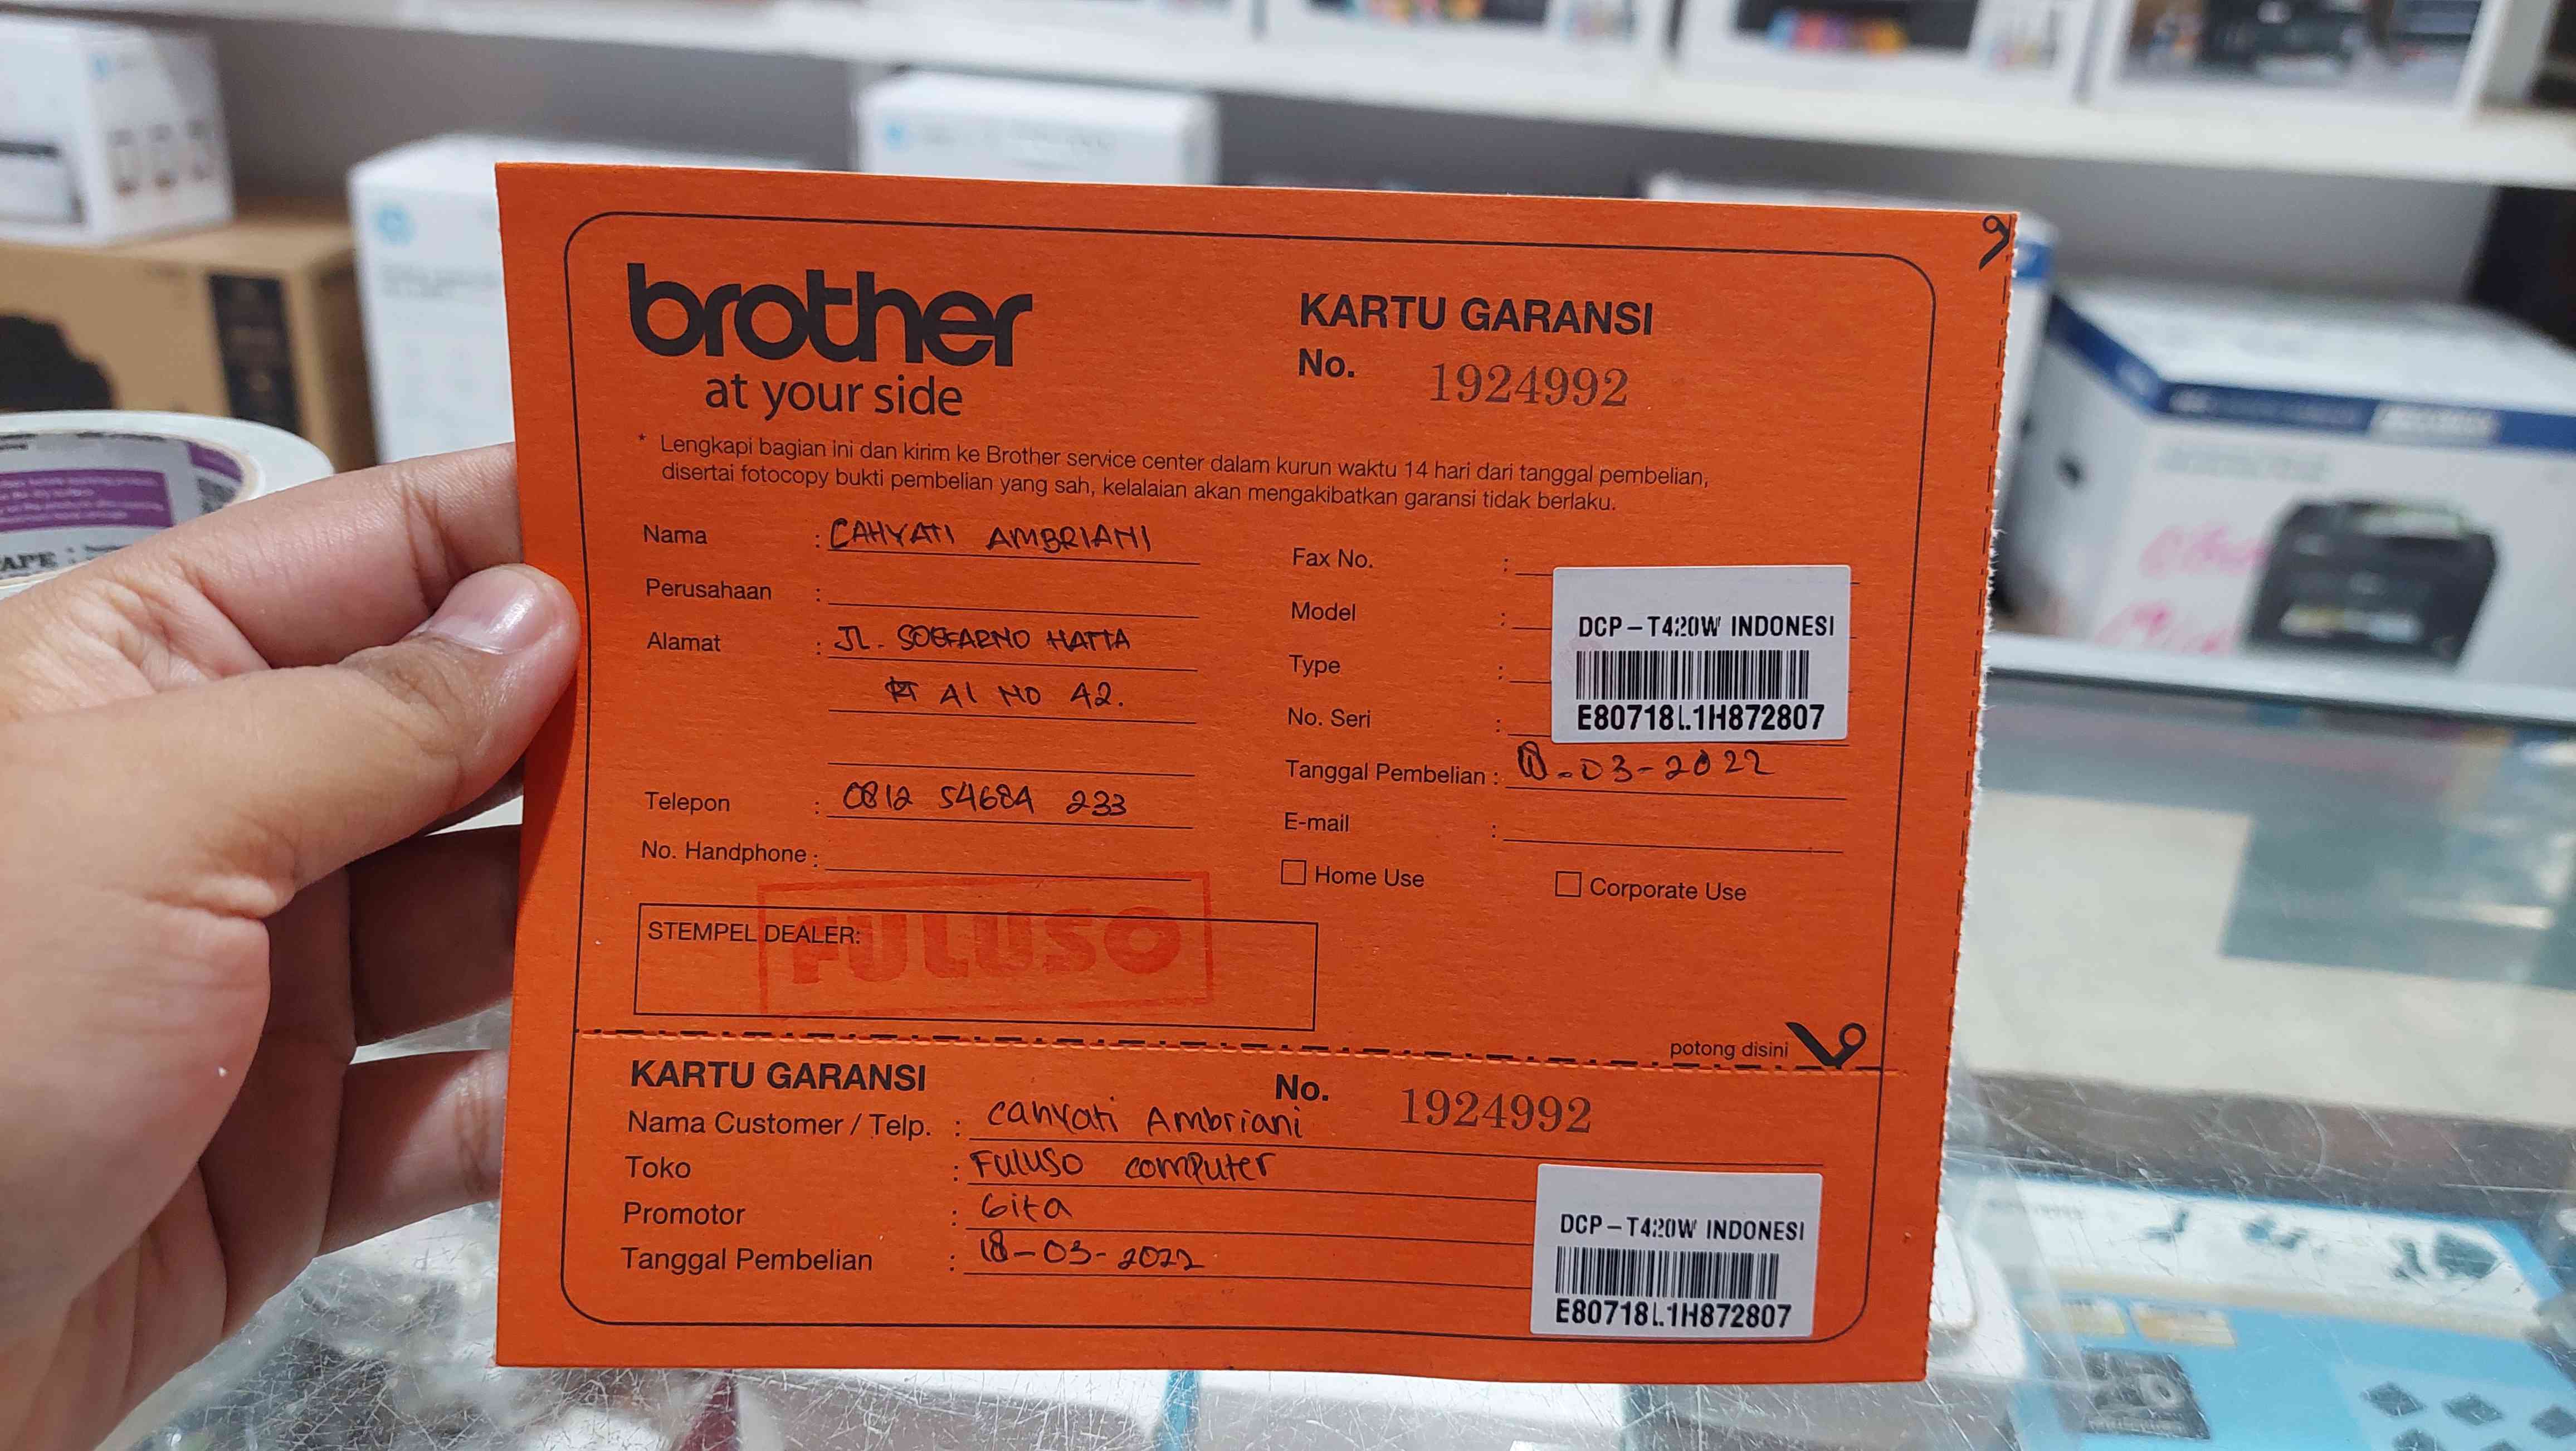 brother
at your side
KARTU GARANSI
No. 1924992
* Lengkapi bagian ini dan kirim ke Brother service center dalam kurun waktu 14 hari dari tanggal pembelian,
disertai fotocopy bukti pembelian yang sah, kelalaian akan mengakibatkan garansi tidak berlaku.
Nama : CAHYATI AMBRIANI
Perusahaan :
Alamat : JL. SOEKARNO HATTA
RT A1 NO 42.
Telepon : 0812 54684 233
No. Handphone :
Fax No. :
Model :
Type :
No. Seri :
DCP-T420W INDONESI
E80718L1H872807
Tanggal Pembelian : 18-03-2022
E-mail :
Home Use Corporate Use
STEMPEL DEALER:
FULUSO
potong disini
KARTU GARANSI No. 1924992
Nama Customer / Telp. : Cahyati Ambriani
Toko : Fuluso computer
Promotor : Gita
Tanggal Pembelian : 18-03-2022
DCP-T420W INDONESI
E80718L1H872807
TAPE